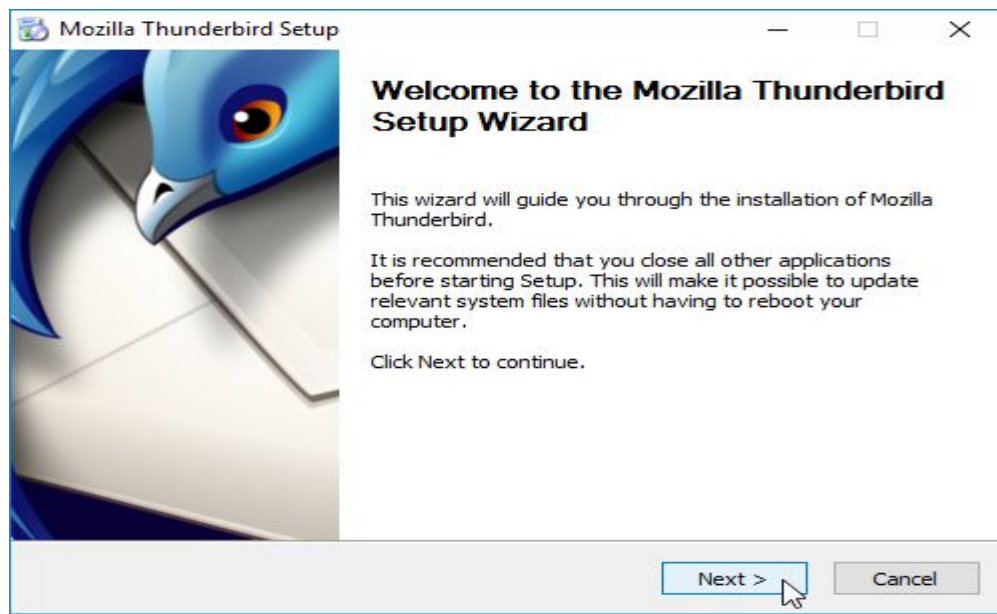 Mozilla Thunderbird Setup
Welcome to the Mozilla Thunderbird
Setup Wizard
This wizard will guide you through the installation of Mozilla
Thunderbird.
It is recommended that you close all other applications
before starting Setup. This will make it possible to update
relevant system files without having to reboot your
computer.
Click Next to continue.
Next >
Cancel